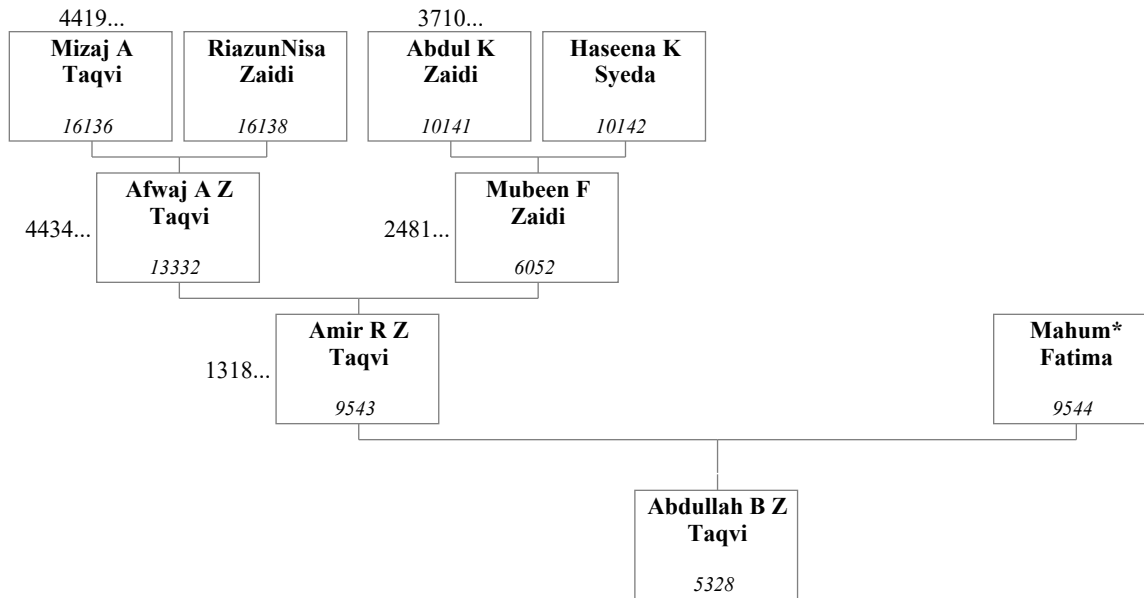 4419...
3710...
Mizaj A
Taqvi
16136
RiazunNisa
Zaidi
16138
Abdul K
Zaidi
10141
Haseena K
Syeda
10142
4434...
Afwaj A Z
Taqvi
13332
2481...
Mubeen F
Zaidi
6052
1318...
Amir R Z
Taqvi
9543
Mahum*
Fatima
9544
Abdullah B Z
Taqvi
5328